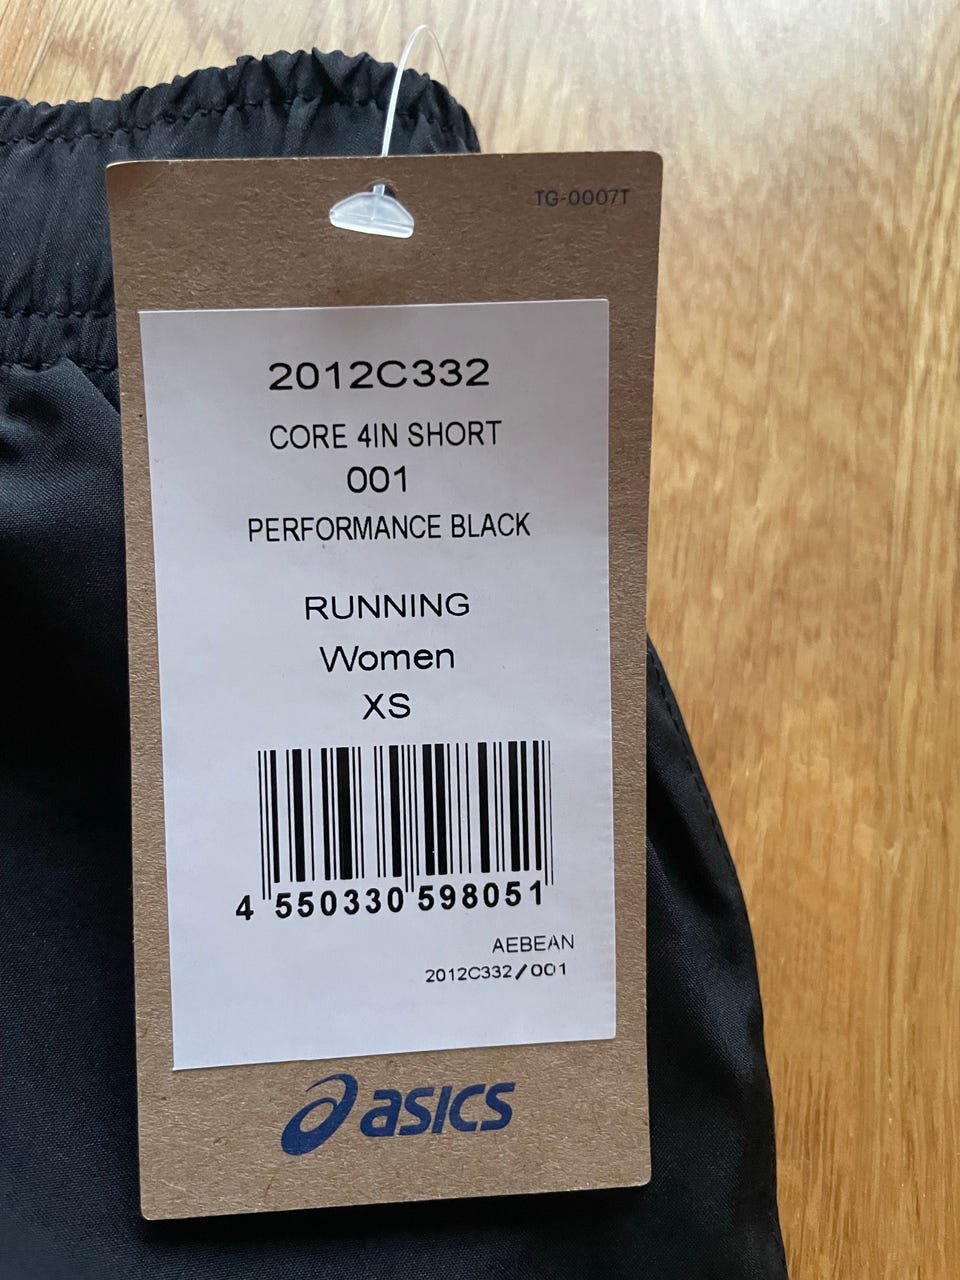 TG-0007T
2012C332
CORE 4IN SHORT
001
PERFORMANCE BLACK
RUNNING
Women
XS
4 550330 598051
AEBEAN
2012C332/001
asics